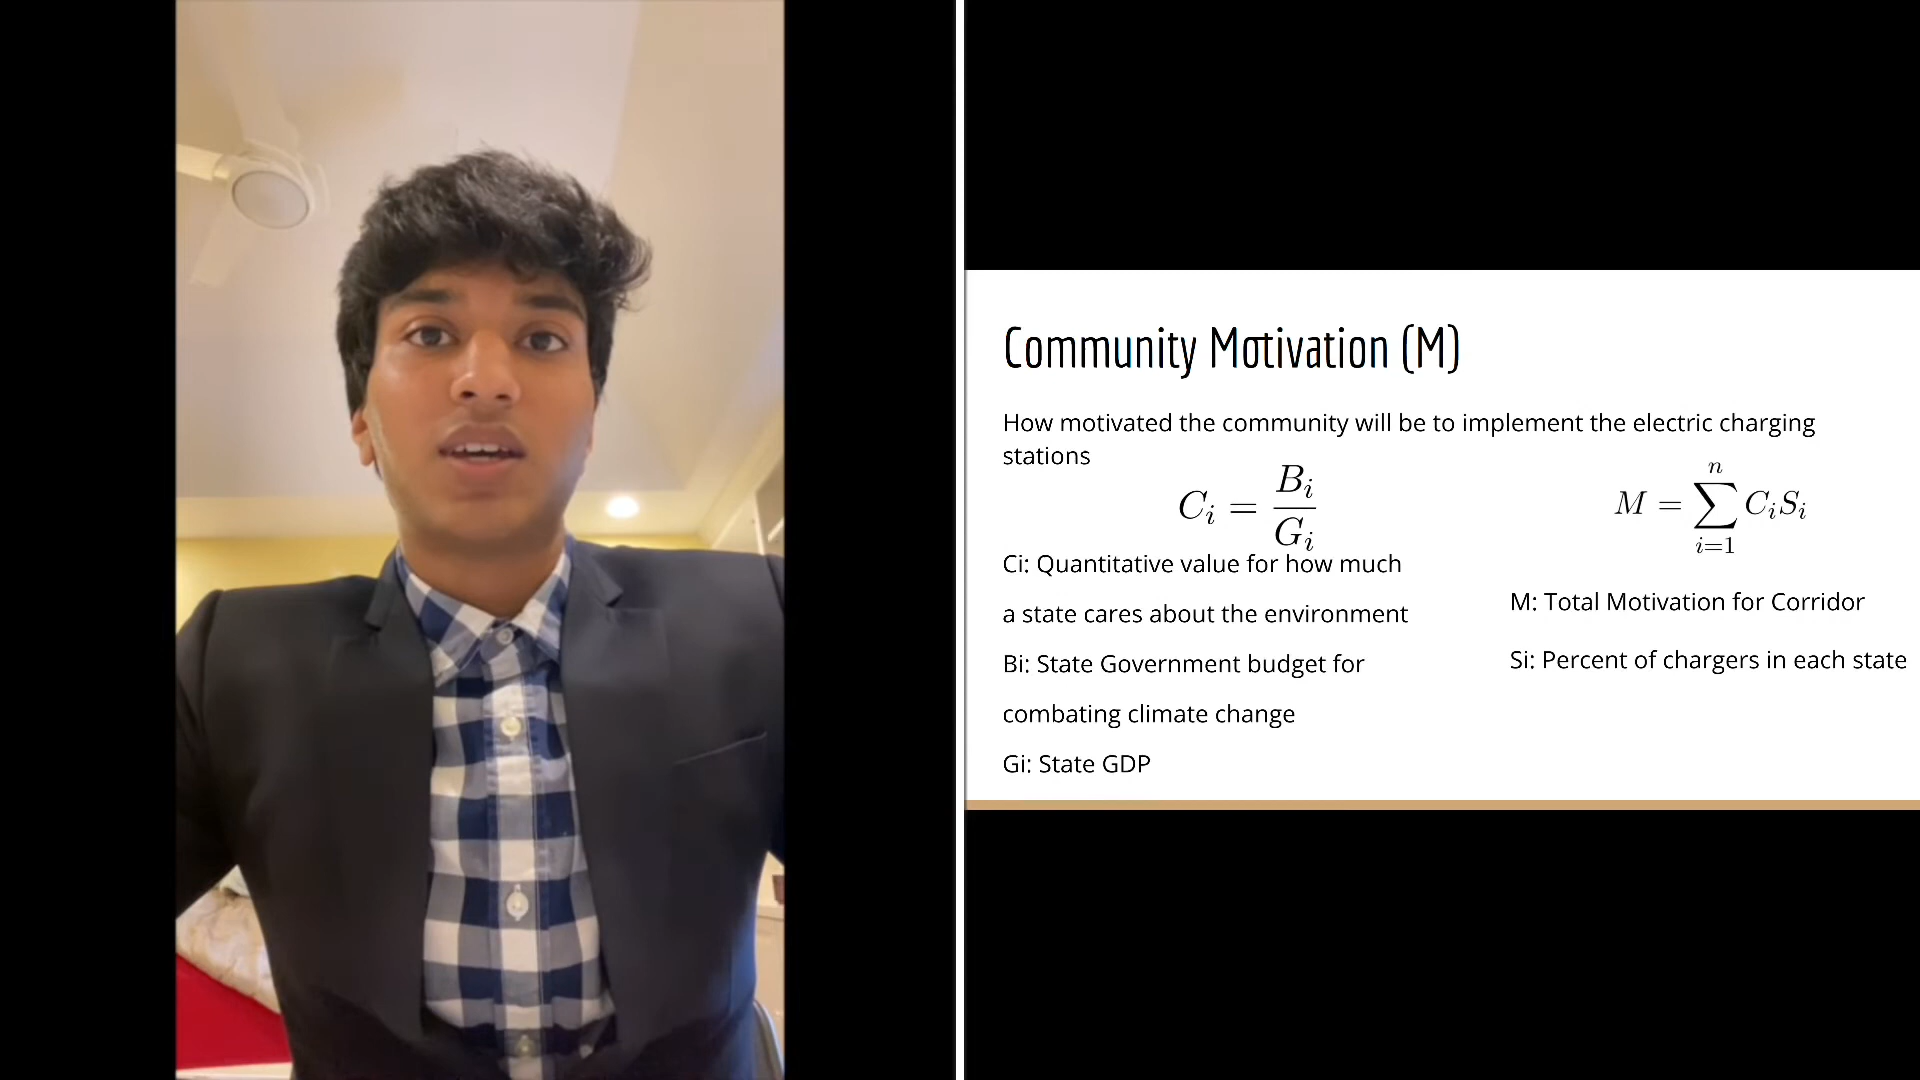 Community Motivation (M)
How motivated the community will be to implement the electric charging
stations
C_i = B_i / G_i
M = \sum_{i=1}^{n} C_i S_i
Ci: Quantitative value for how much
a state cares about the environment
Bi: State Government budget for
combating climate change
Gi: State GDP
M: Total Motivation for Corridor
Si: Percent of chargers in each state